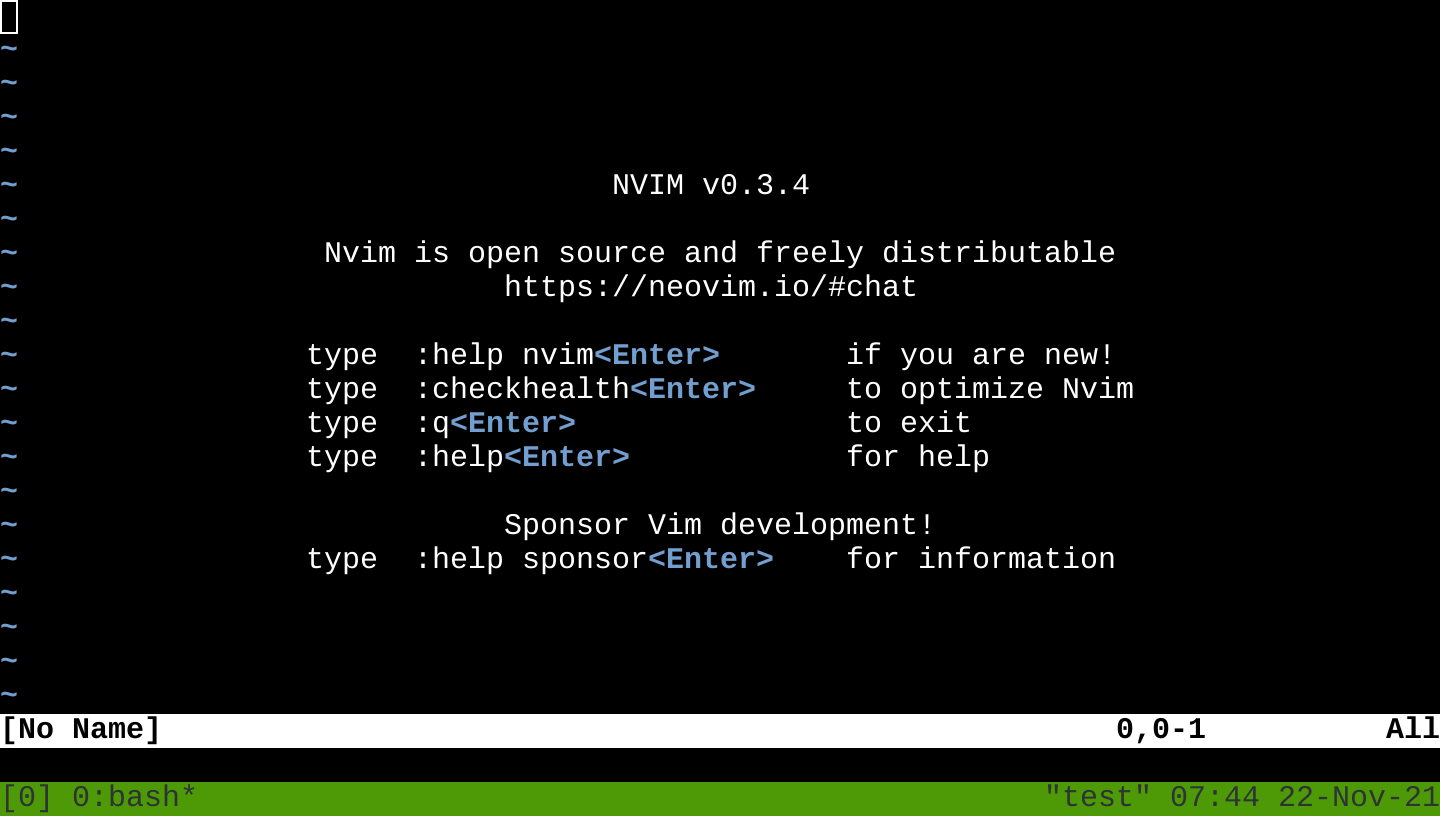 ~
~
~
~
~ NVIM v0.3.4
~
~ Nvim is open source and freely distributable
~ https://neovim.io/#chat
~
~ type  :help nvim<Enter>       if you are new!
~ type  :checkhealth<Enter>     to optimize Nvim
~ type  :q<Enter>               to exit
~ type  :help<Enter>            for help
~
~ Sponsor Vim development!
~ type  :help sponsor<Enter>    for information
~
~
~
~
[No Name] 0,0-1 All
[0] 0:bash* "test" 07:44 22-Nov-21